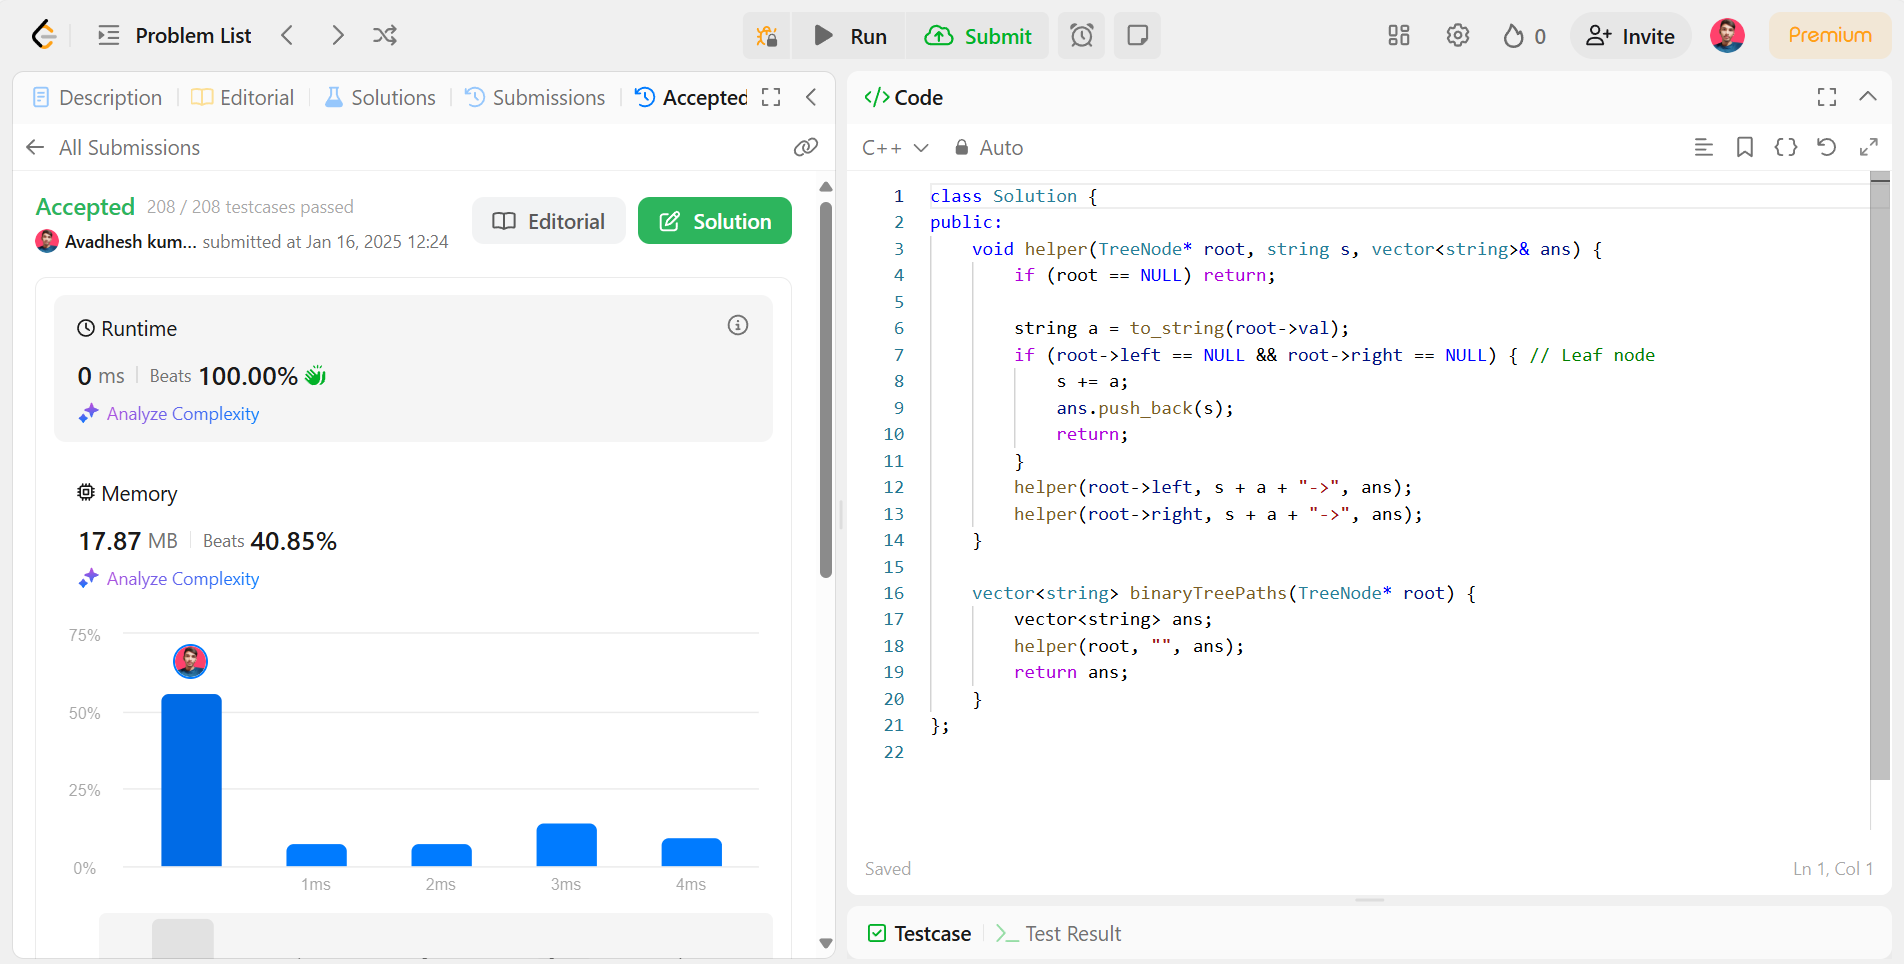 Problem List
Run
Submit
0
Invite
Premium
Description
Editorial
Solutions
Submissions
Accepted
All Submissions
Accepted 208 / 208 testcases passed
Avadhesh kum... submitted at Jan 16, 2025 12:24
Editorial
Solution
Runtime
0 ms Beats 100.00%
Analyze Complexity
Memory
17.87 MB Beats 40.85%
Analyze Complexity
75%
50%
25%
0%
1ms 2ms 3ms 4ms
</> Code
C++ Auto
1 class Solution {
2 public:
3 void helper(TreeNode* root, string s, vector<string>& ans) {
4 if (root == NULL) return;
5
6 string a = to_string(root->val);
7 if (root->left == NULL && root->right == NULL) { // Leaf node
8 s += a;
9 ans.push_back(s);
10 return;
11 }
12 helper(root->left, s + a + "->", ans);
13 helper(root->right, s + a + "->", ans);
14 }
15
16 vector<string> binaryTreePaths(TreeNode* root) {
17 vector<string> ans;
18 helper(root, "", ans);
19 return ans;
20 }
21 };
22
Saved
Ln 1, Col 1
Testcase
Test Result